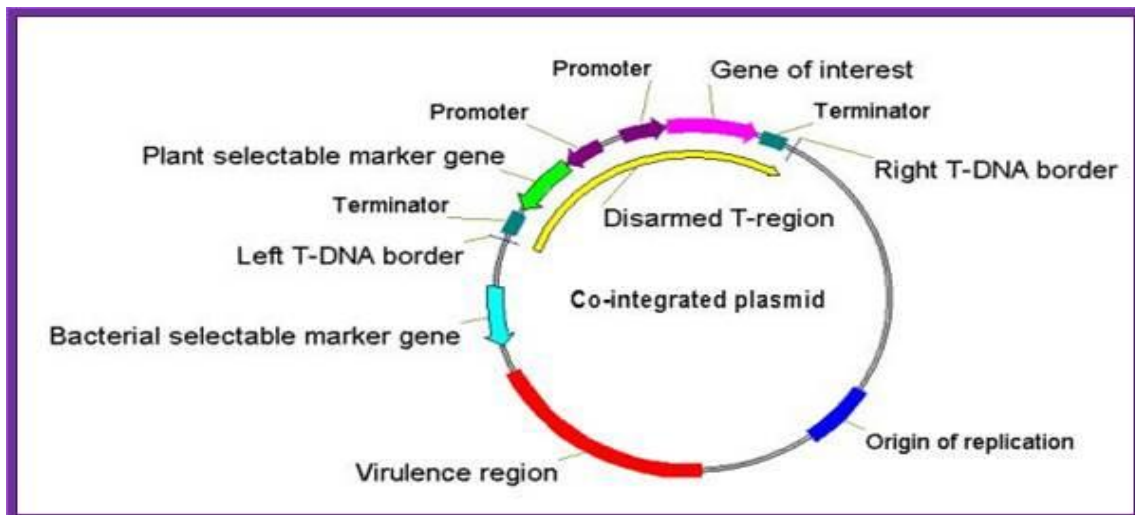 Promoter
Gene of interest
Promoter
Terminator
Plant selectable marker gene
Right T-DNA border
Terminator
Disarmed T-region
Left T-DNA border
Co-integrated plasmid
Bacterial selectable marker gene
Origin of replication
Virulence region